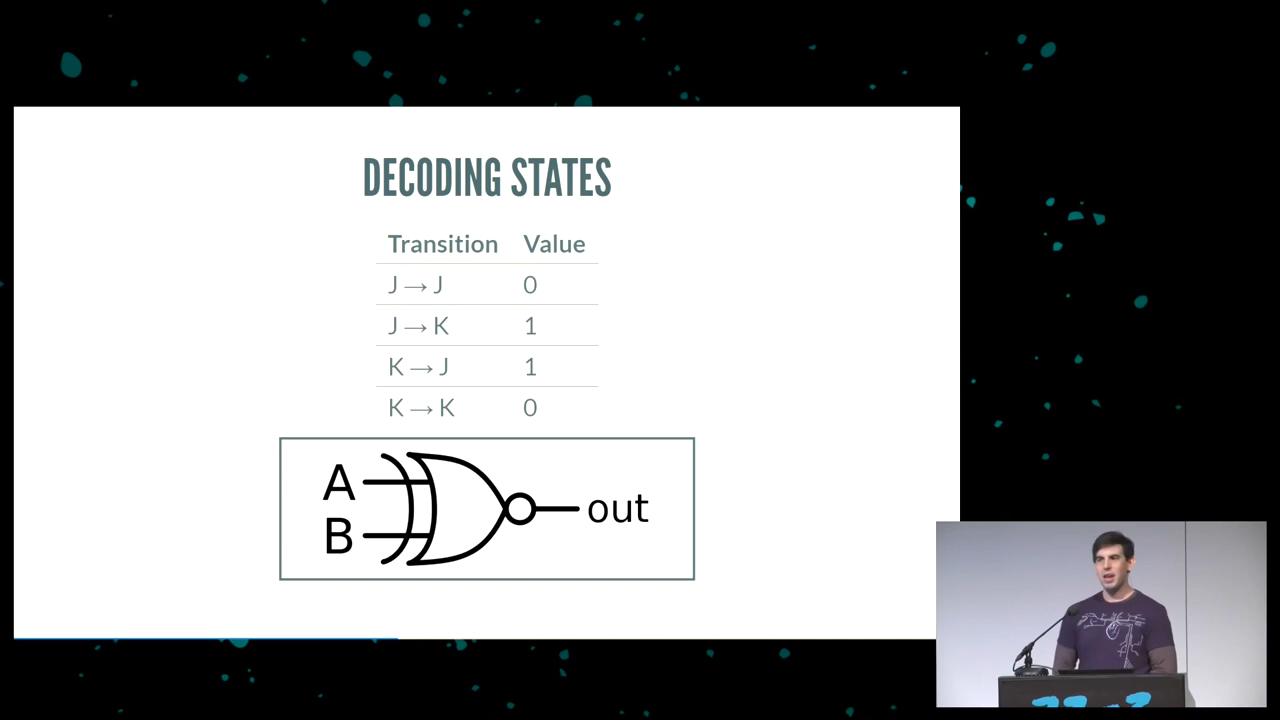 DECODING STATES
Transition Value
J → J 0
J → K 1
K → J 1
K → K 0
A
B
out